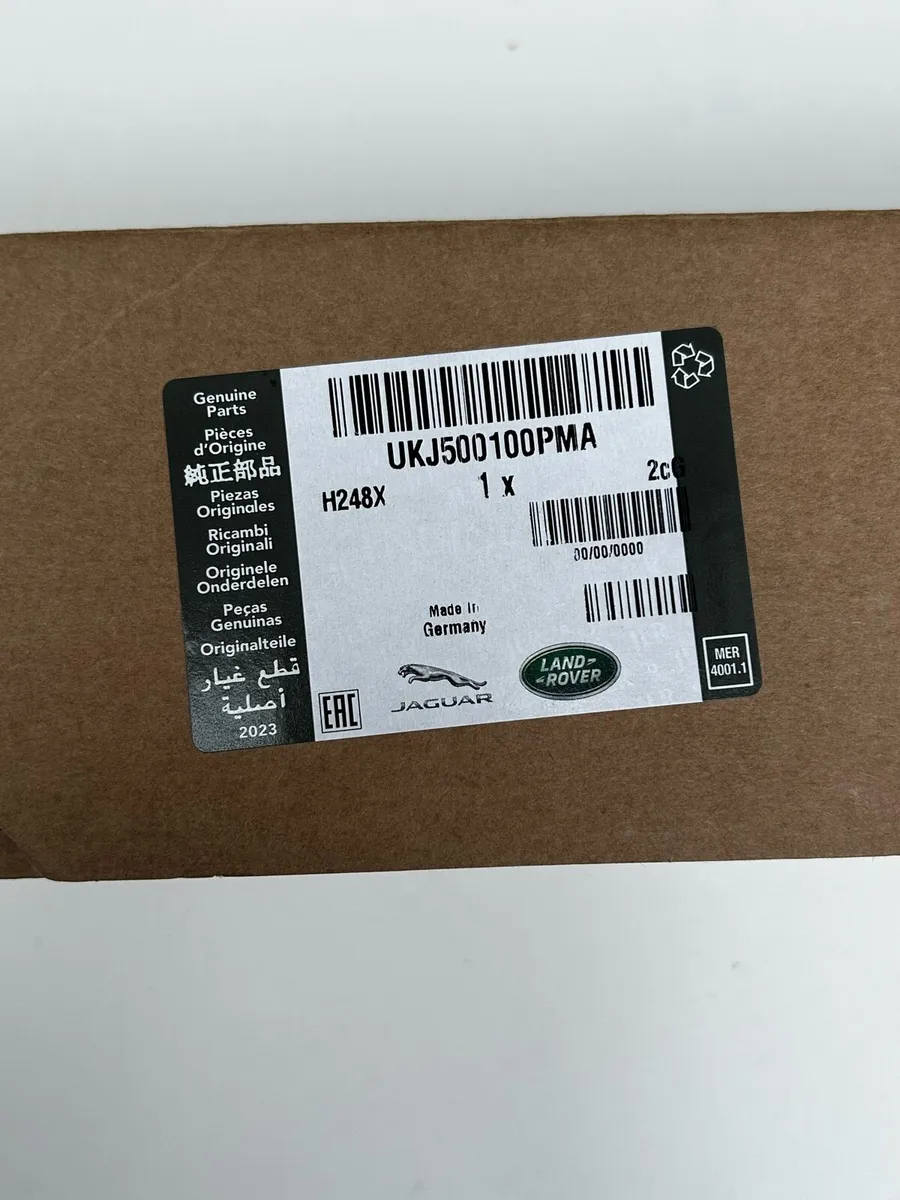 Genuine
Parts
Pièces
d'Origine
純正部品
Piezas
Originales
Ricambi
Originali
Originele
Onderdelen
Peças
Genuinas
Originalteile
قطع غيار
أصلية
2023
UKJ500100PMA
H248X
1 x
2cG
00/00/0000
Made In
Germany
EAC
JAGUAR
LAND-
-ROVER
MER
4001.1